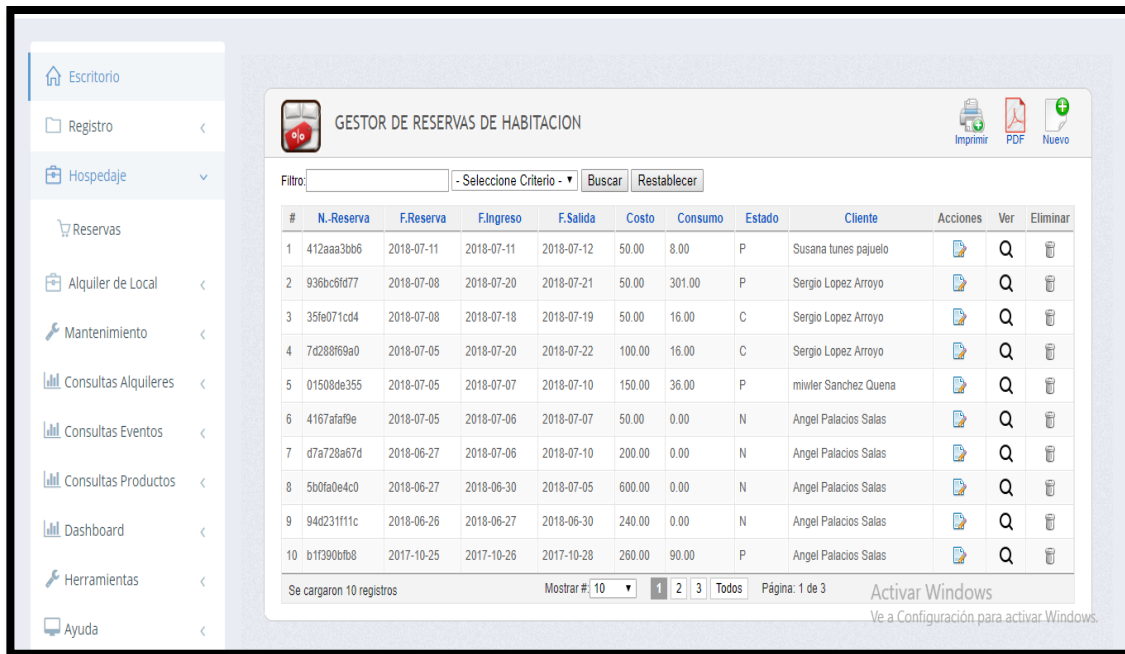 Escritorio
Registro
Hospedaje
Reservas
Alquiler de Local
Mantenimiento
Consultas Alquileres
Consultas Eventos
Consultas Productos
Dashboard
Herramientas
Ayuda
GESTOR DE RESERVAS DE HABITACION
Imprimir PDF Nuevo
Filtro: - Seleccione Criterio - Buscar Restablecer
# N.-Reserva F.Reserva F.Ingreso F.Salida Costo Consumo Estado Cliente Acciones Ver Eliminar
1 412aaa3bb6 2018-07-11 2018-07-11 2018-07-12 50.00 8.00 P Susana tunes pajuelo
2 936bc6fd77 2018-07-08 2018-07-20 2018-07-21 50.00 301.00 P Sergio Lopez Arroyo
3 35fe071cd4 2018-07-08 2018-07-18 2018-07-19 50.00 16.00 C Sergio Lopez Arroyo
4 7d288f69a0 2018-07-05 2018-07-20 2018-07-22 100.00 16.00 C Sergio Lopez Arroyo
5 01508de355 2018-07-05 2018-07-07 2018-07-10 150.00 36.00 P miwler Sanchez Quena
6 4167afaf9e 2018-07-05 2018-07-06 2018-07-07 50.00 0.00 N Angel Palacios Salas
7 d7a728a67d 2018-06-27 2018-07-06 2018-07-10 200.00 0.00 N Angel Palacios Salas
8 5b0fa0e4c0 2018-06-27 2018-06-30 2018-07-05 600.00 0.00 N Angel Palacios Salas
9 94d231f11c 2018-06-26 2018-06-27 2018-06-30 240.00 0.00 N Angel Palacios Salas
10 b1f390bfb8 2017-10-25 2017-10-26 2017-10-28 260.00 90.00 P Angel Palacios Salas
Se cargaron 10 registros Mostrar #: 10 1 2 3 Todos Página: 1 de 3
Activar Windows
Ve a Configuración para activar Windows.